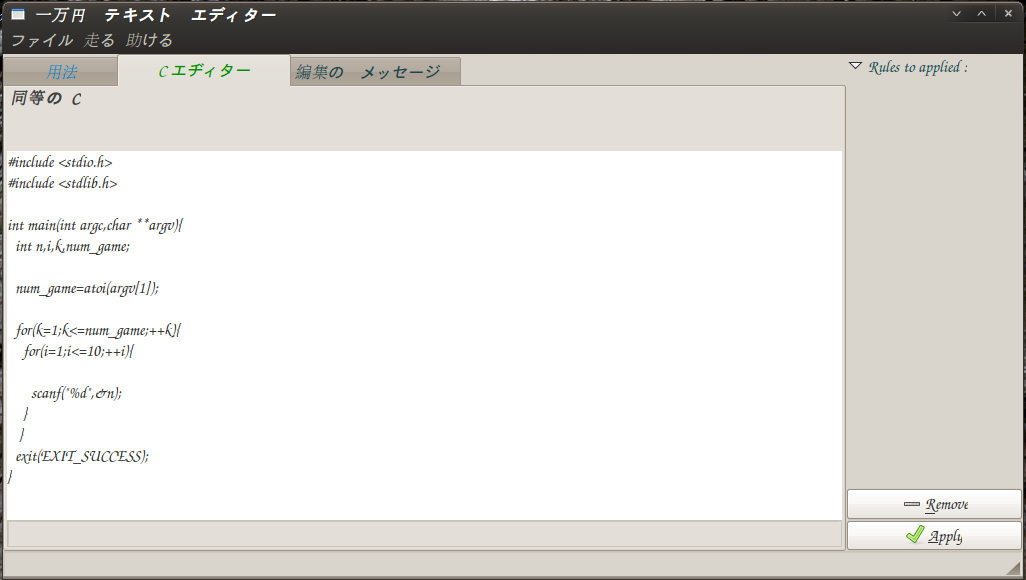 一万円 テキスト エディター
ファイル 走る 助ける
用法 C エディター 編集の メッセージ
Rules to applied :
同等の C
#include <stdio.h>
#include <stdlib.h>
int main(int argc,char **argv){
int n,i,k,num_game;
num_game=atoi(argv[1]);
for(k=1;k<=num_game;++k){
for(i=1;i<=10;++i){
scanf("%d",&n);
}
}
exit(EXIT_SUCCESS);
}
Remove
Apply